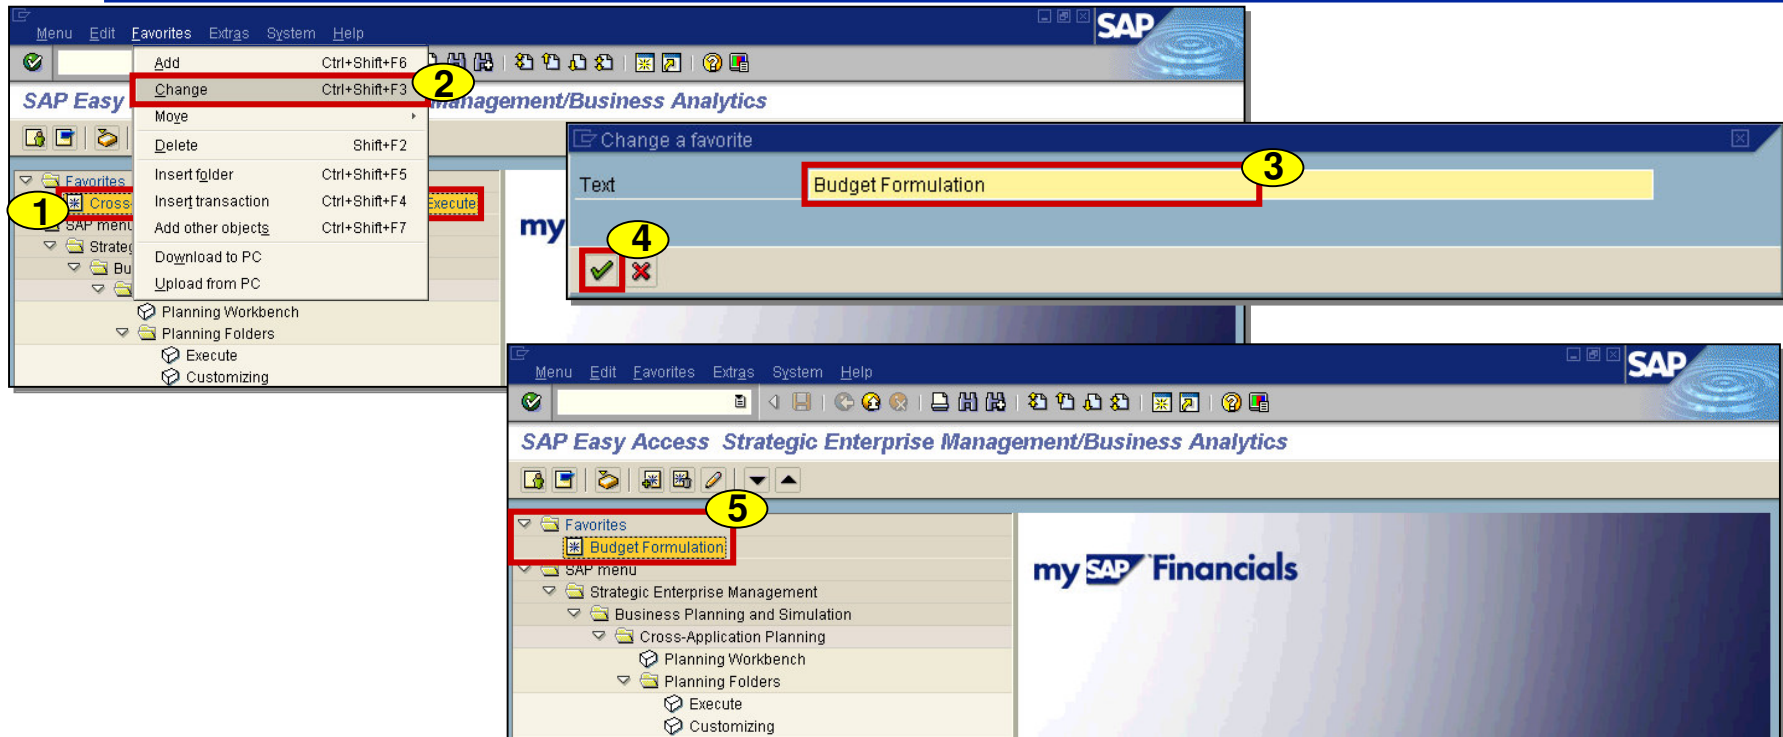 Menu Edit Favorites Extras System Help
SAP
Add Ctrl+Shift+F6
Change Ctrl+Shift+F3
2
Move
Delete Shift+F2
Insert folder Ctrl+Shift+F5
Insert transaction Ctrl+Shift+F4
Add other objects Ctrl+Shift+F7
Download to PC
Upload from PC
SAP Easy Management/Business Analytics
Favorites
1
Cross- Execute
SAP menu
Strateg
Bu
Planning Workbench
Planning Folders
Execute
Customizing
my
Change a favorite
Text Budget Formulation
3
4
Menu Edit Favorites Extras System Help
SAP
SAP Easy Access Strategic Enterprise Management/Business Analytics
5
Favorites
Budget Formulation
SAP menu
Strategic Enterprise Management
Business Planning and Simulation
Cross-Application Planning
Planning Workbench
Planning Folders
Execute
Customizing
my SAP Financials